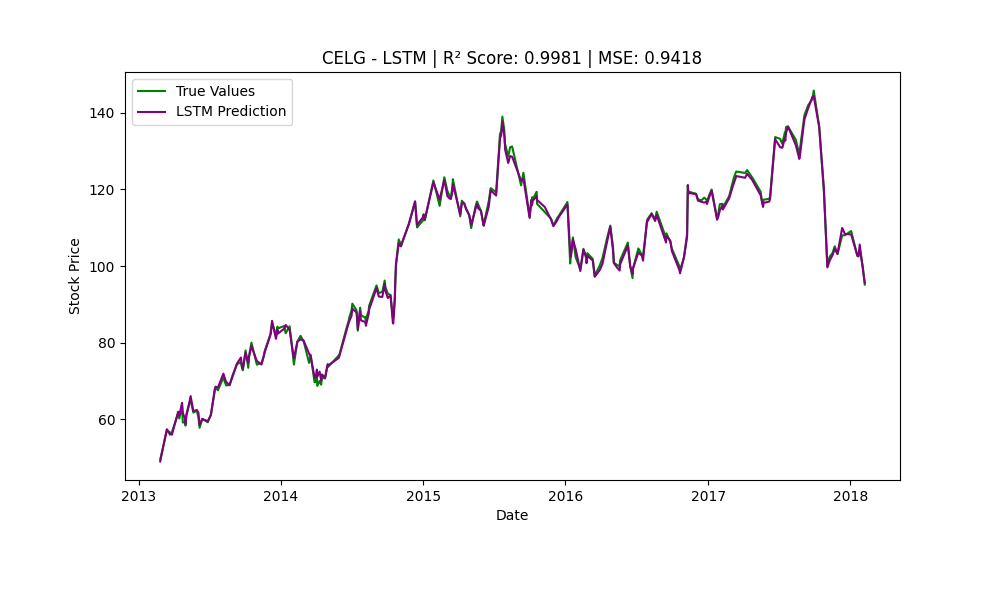 CELG - LSTM | R² Score: 0.9981 | MSE: 0.9418
True Values
LSTM Prediction
Stock Price
140
120
100
80
60
2013
2014
2015
2016
2017
2018
Date